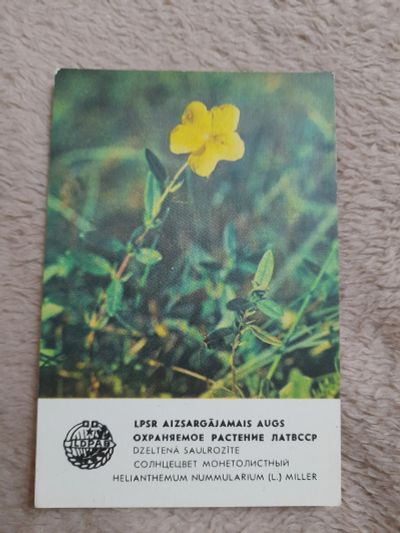 LPSR AIZSARGĀJAMAIS AUGS
ОХРАНЯЕМОЕ РАСТЕНИЕ ЛАТВССР
DZELTENĀ SAULROZĪTE
СОЛНЦЕЦВЕТ МОНЕТОЛИСТНЫЙ
HELIANTHEMUM NUMMULARIUM (L.) MILLER